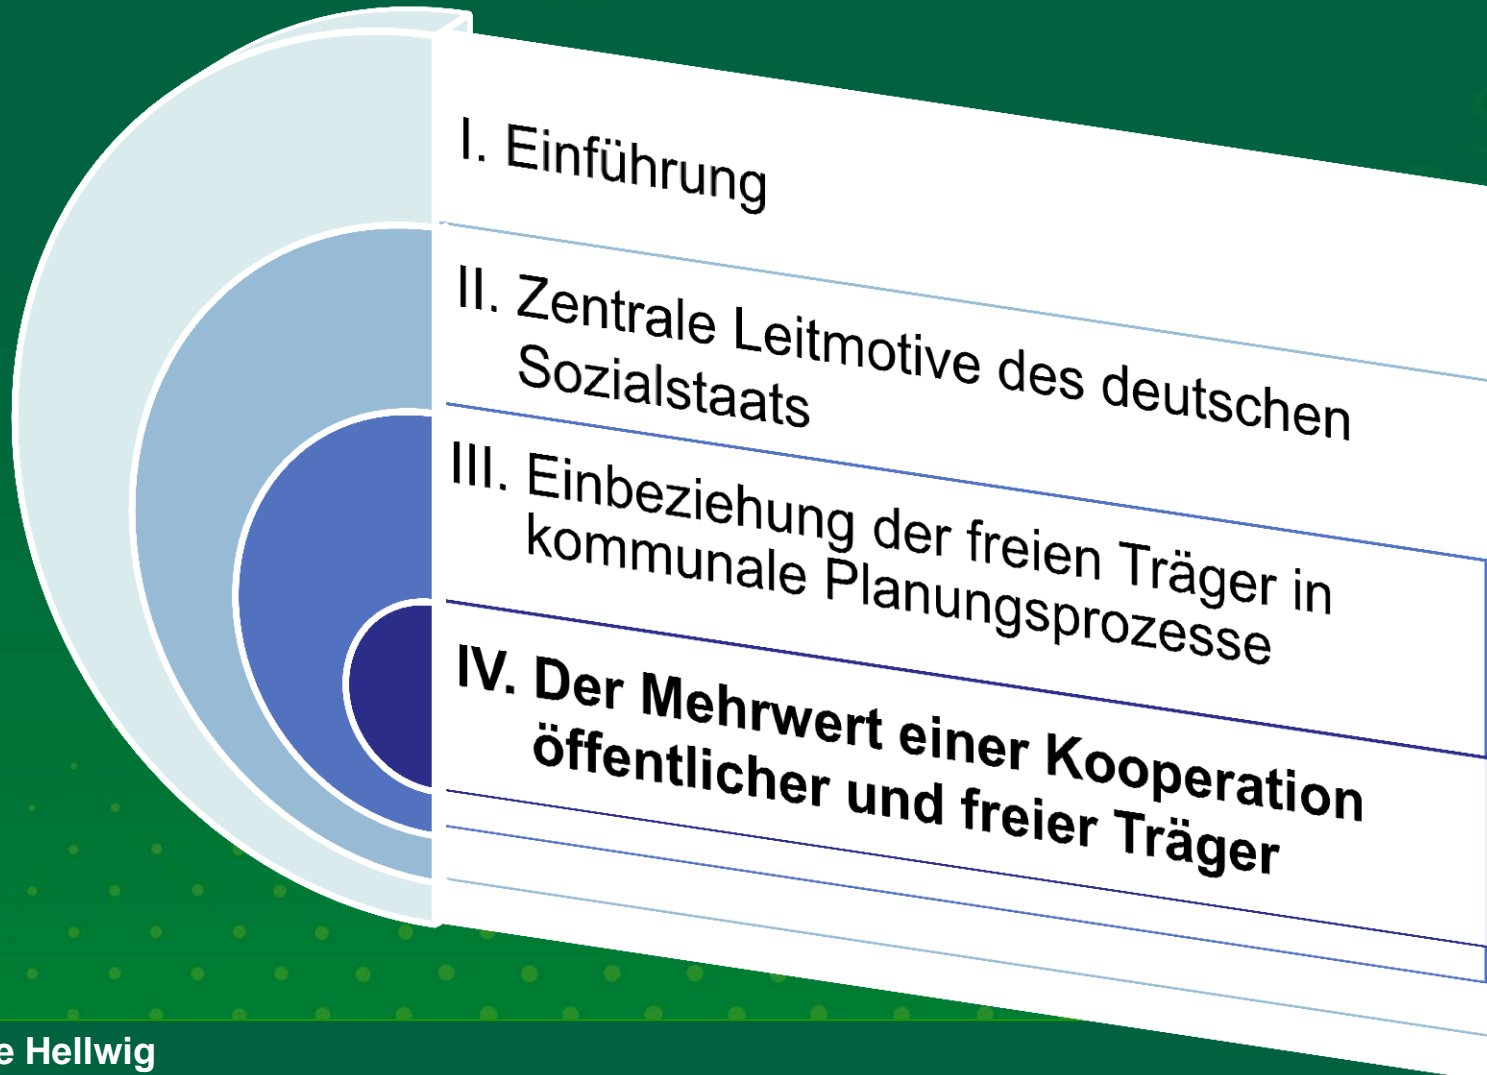 I. Einführung
II. Zentrale Leitmotive des deutschen
Sozialstaats
III. Einbeziehung der freien Träger in
kommunale Planungsprozesse
IV. Der Mehrwert einer Kooperation
öffentlicher und freier Träger
e Hellwig